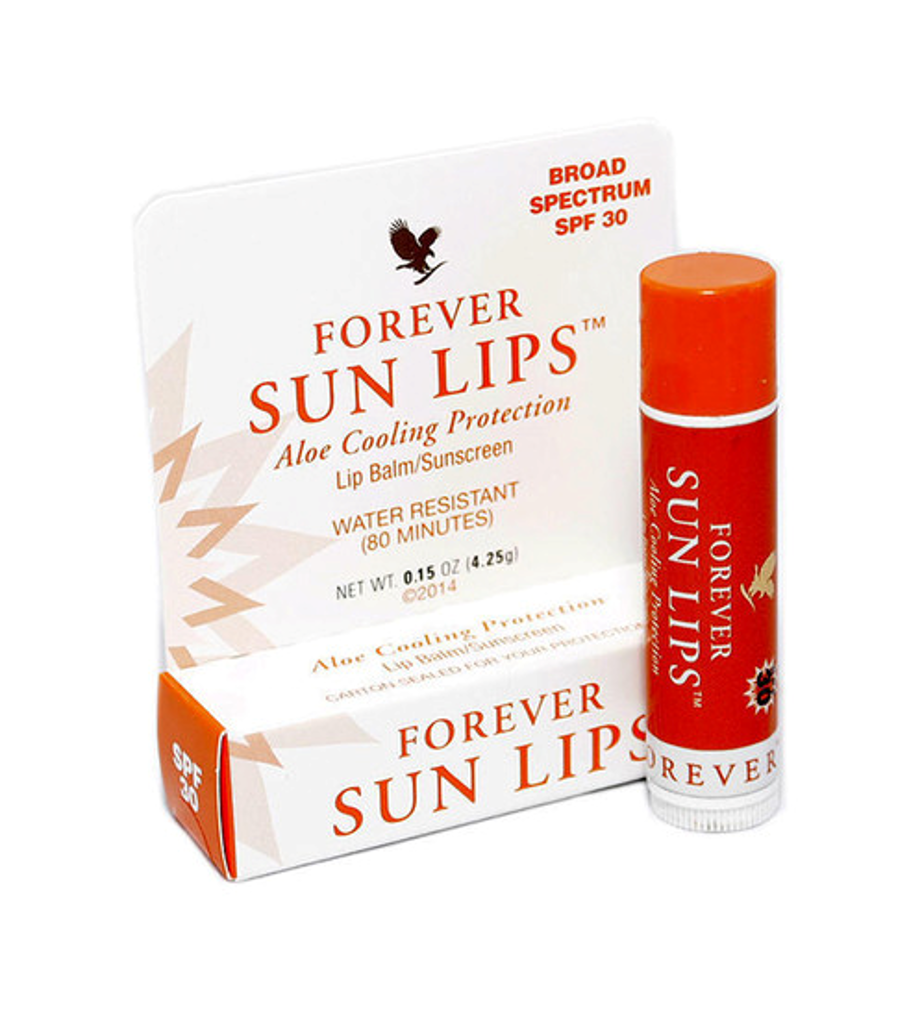 BROAD
SPECTRUM
SPF 30
FOREVER
SUN LIPS™
Aloe Cooling Protection
Lip Balm/Sunscreen
WATER RESISTANT
(80 MINUTES)
NET WT. 0.15 OZ (4.25g)
©2014
Aloe Cooling Protection
Lip Balm/Sunscreen
CARTON SEALED FOR YOUR PROTECTION
FOREVER
SUN LIPS
SPF
30
FOREVER
SUN LIPS™
Aloe Cooling Protection
30
FOREVER